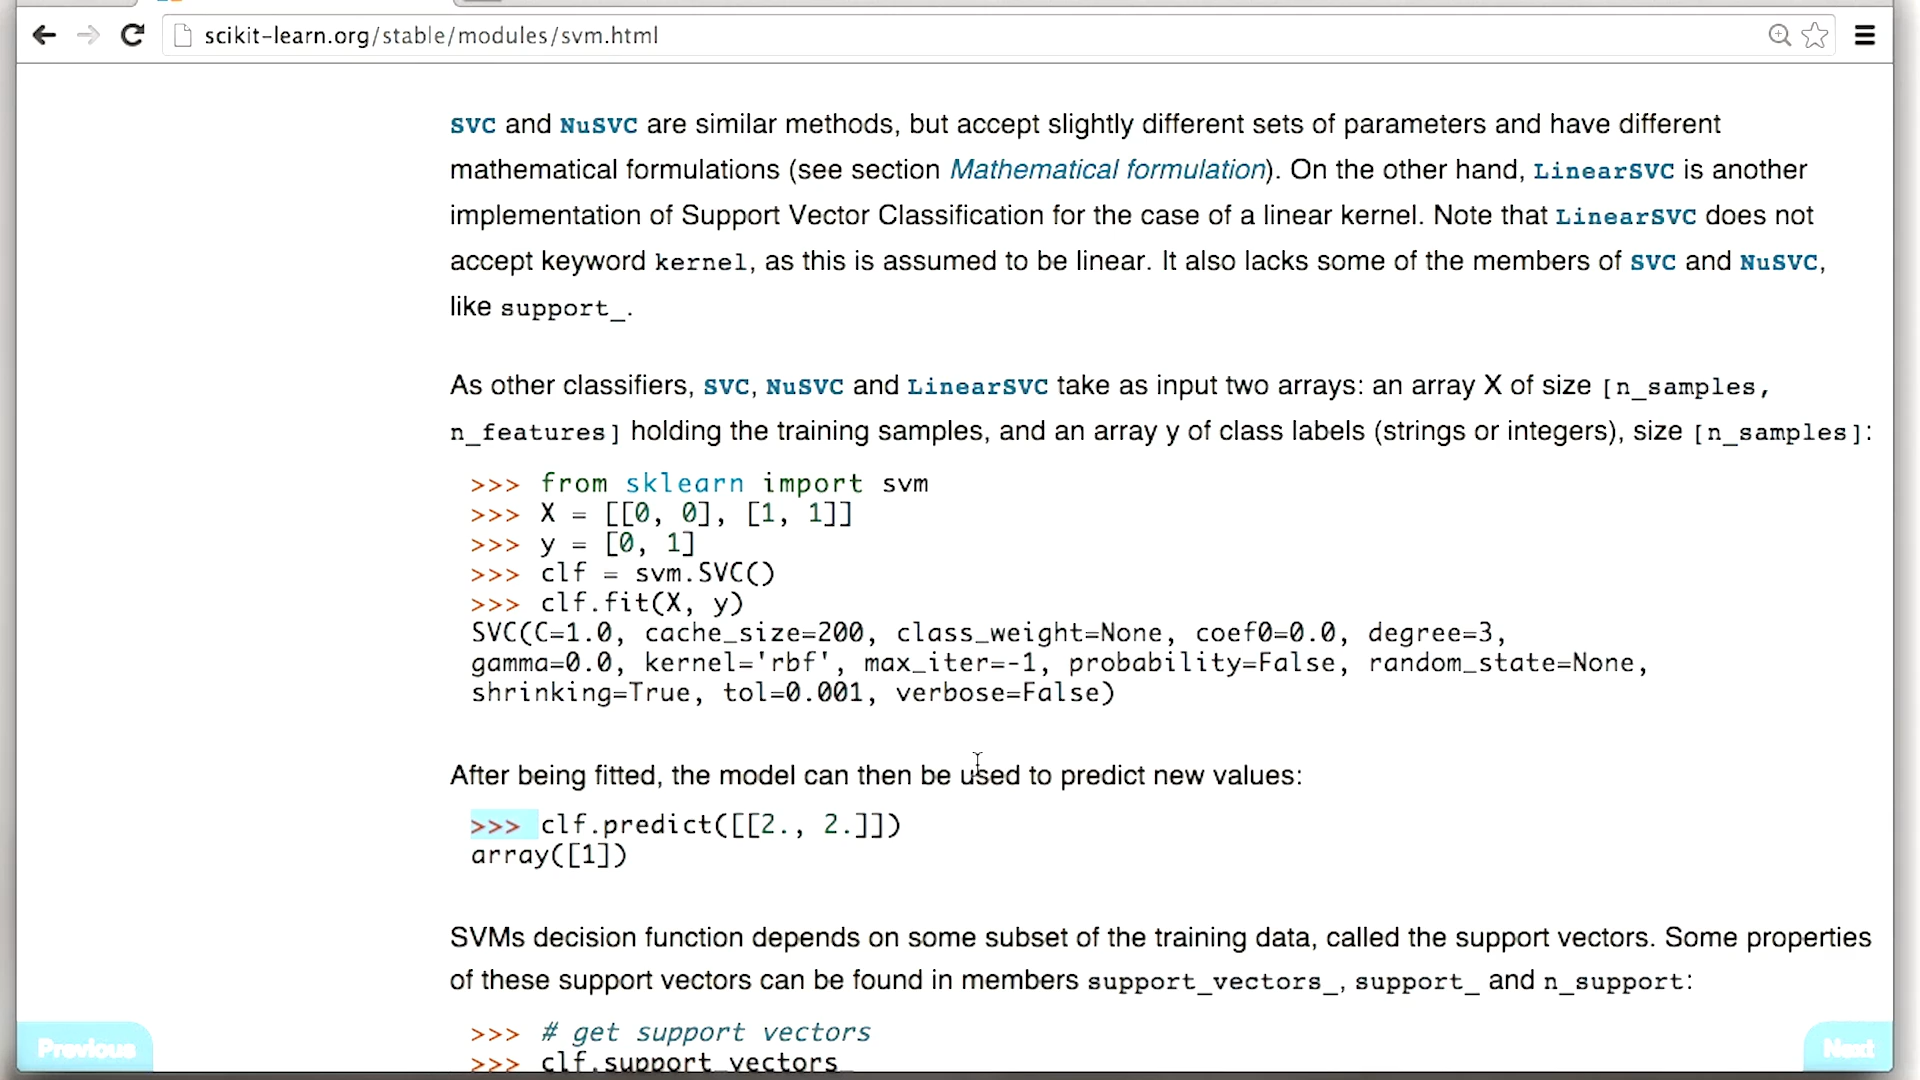 scikit-learn.org/stable/modules/svm.html
SVC and NuSVC are similar methods, but accept slightly different sets of parameters and have different
mathematical formulations (see section Mathematical formulation). On the other hand, LinearSVC is another
implementation of Support Vector Classification for the case of a linear kernel. Note that LinearSVC does not
accept keyword kernel, as this is assumed to be linear. It also lacks some of the members of SVC and NuSVC,
like support_.
As other classifiers, SVC, NuSVC and LinearSVC take as input two arrays: an array X of size [n_samples,
n_features] holding the training samples, and an array y of class labels (strings or integers), size [n_samples]:
>>> from sklearn import svm
>>> X = [[0, 0], [1, 1]]
>>> y = [0, 1]
>>> clf = svm.SVC()
>>> clf.fit(X, y)
SVC(C=1.0, cache_size=200, class_weight=None, coef0=0.0, degree=3,
gamma=0.0, kernel='rbf', max_iter=-1, probability=False, random_state=None,
shrinking=True, tol=0.001, verbose=False)
After being fitted, the model can then be used to predict new values:
>>> clf.predict([[2., 2.]])
array([1])
SVMs decision function depends on some subset of the training data, called the support vectors. Some properties
of these support vectors can be found in members support_vectors_, support_ and n_support:
>>> # get support vectors
>>> clf.support_vectors_
Previous
Next